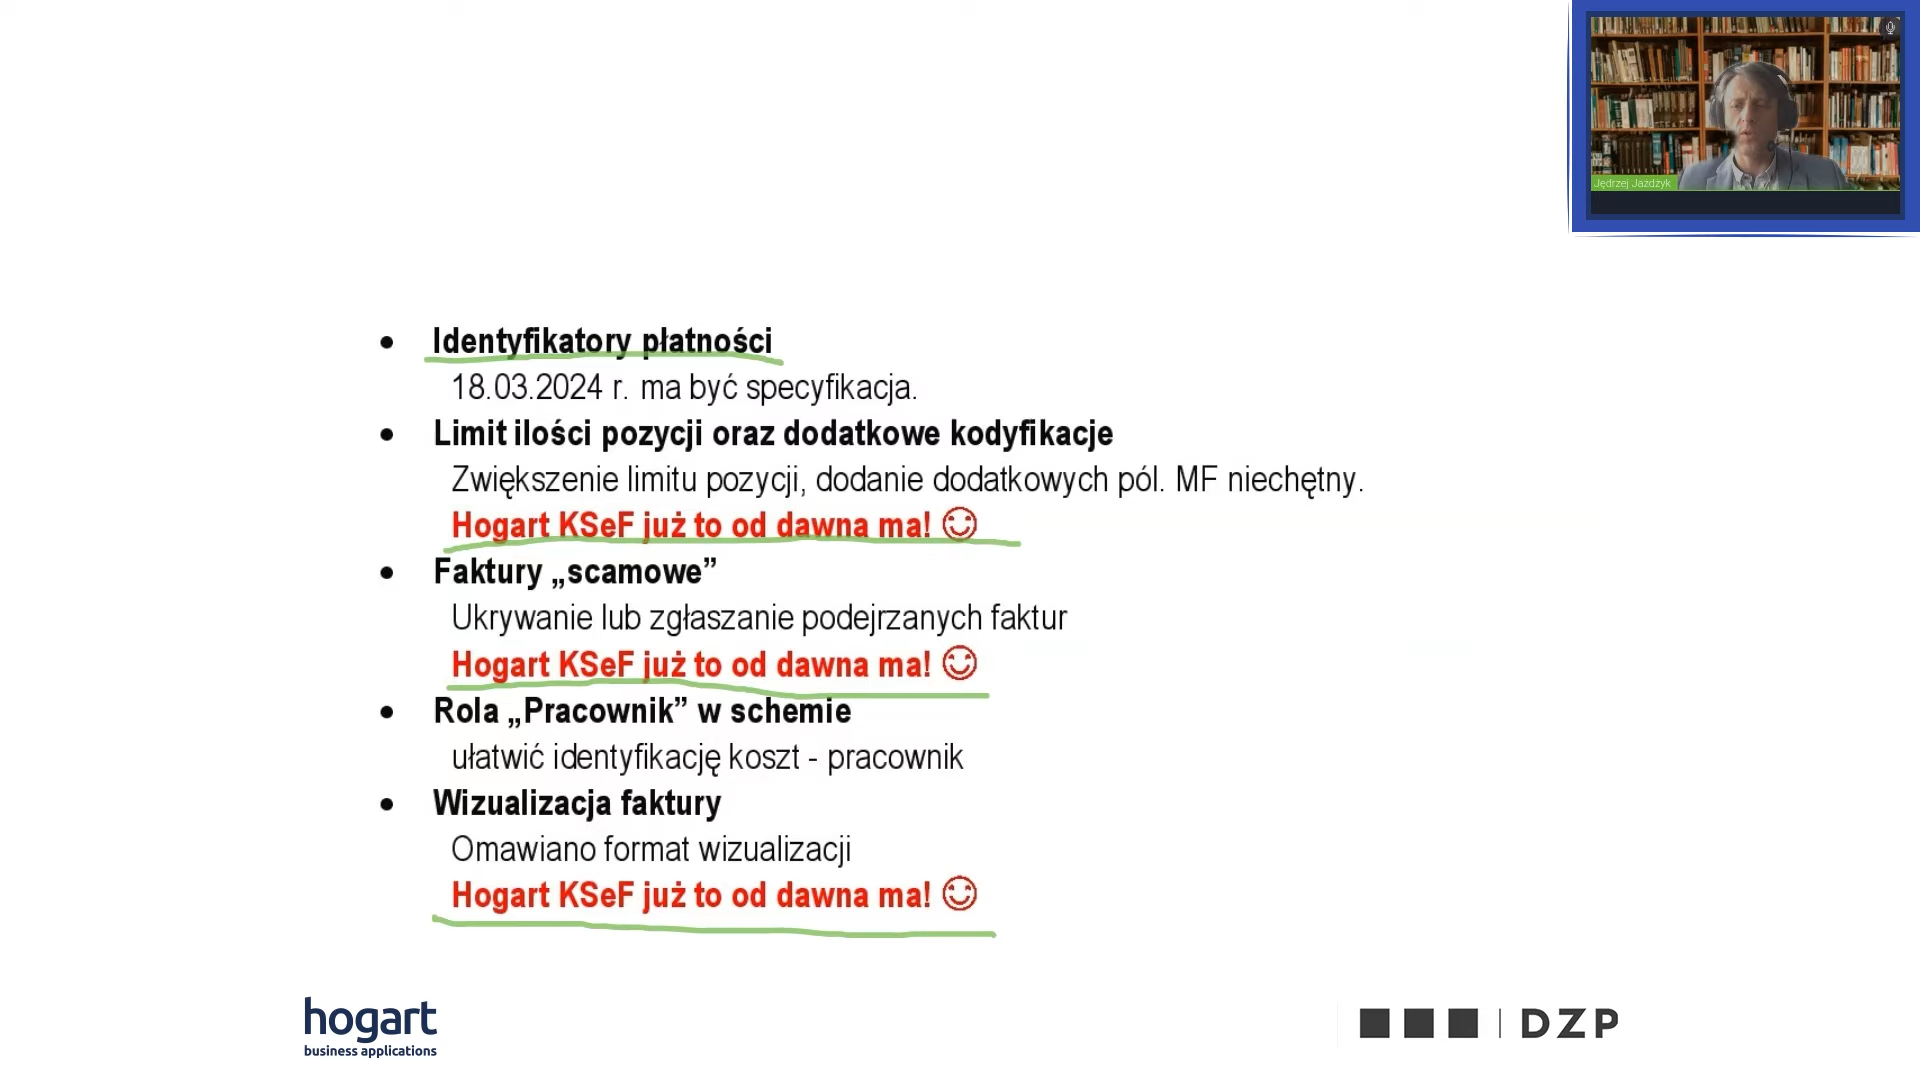 Jędrzej Jażdżyk
• Identyfikatory płatności
18.03.2024 r. ma być specyfikacja.
• Limit ilości pozycji oraz dodatkowe kodyfikacje
Zwiększenie limitu pozycji, dodanie dodatkowych pól. MF niechętny.
Hogart KSeF już to od dawna ma! ☺
• Faktury „scamowe”
Ukrywanie lub zgłaszanie podejrzanych faktur
Hogart KSeF już to od dawna ma! ☺
• Rola „Pracownik” w schemie
ułatwić identyfikację koszt - pracownik
• Wizualizacja faktury
Omawiano format wizualizacji
Hogart KSeF już to od dawna ma! ☺
hogart
business applications
DZP